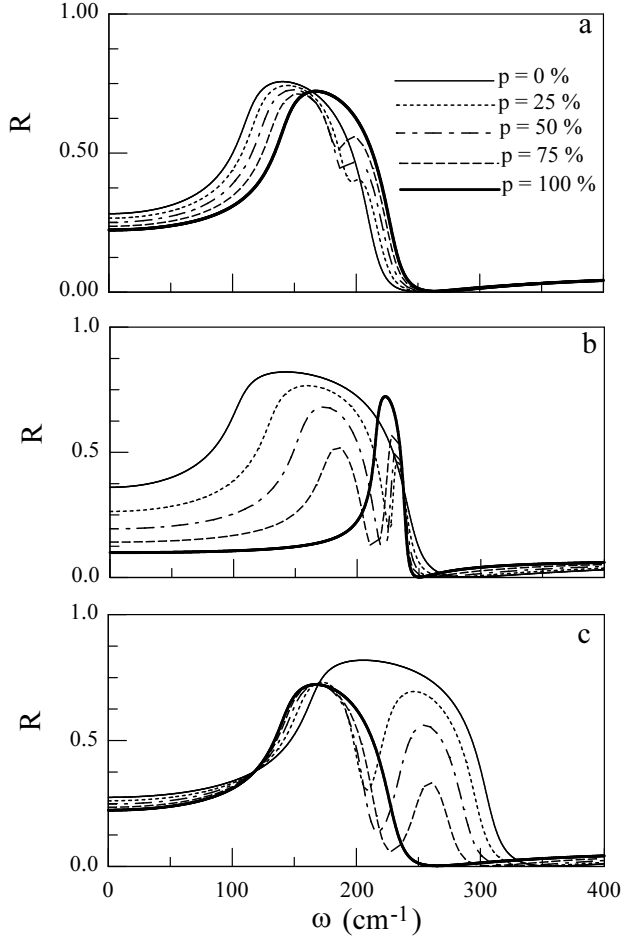 1.00
a
p = 0 %
p = 25 %
R
0.50
p = 50 %
p = 75 %
p = 100 %
0.00
1.0
b
R
0.5
0.0
1.0
c
R
0.5
0.0
0
100
200
300
400
ω (cm⁻¹)